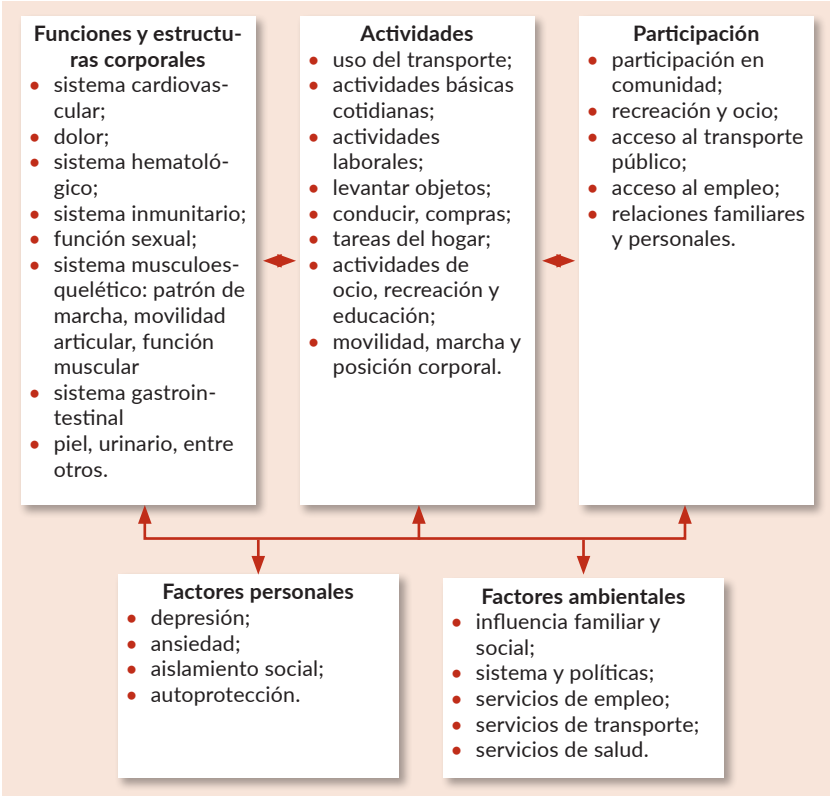 Funciones y estructu-
ras corporales
• sistema cardiovas-
cular;
• dolor;
• sistema hematoló-
gico;
• sistema inmunitario;
• función sexual;
• sistema musculoes-
quelético: patrón de
marcha, movilidad
articular, función
muscular
• sistema gastroin-
testinal
• piel, urinario, entre
otros.
Actividades
• uso del transporte;
• actividades básicas
cotidianas;
• actividades
laborales;
• levantar objetos;
• conducir, compras;
• tareas del hogar;
• actividades de
ocio, recreación y
educación;
• movilidad, marcha y
posición corporal.
Participación
• participación en
comunidad;
• recreación y ocio;
• acceso al transporte
público;
• acceso al empleo;
• relaciones familiares
y personales.
Factores personales
• depresión;
• ansiedad;
• aislamiento social;
• autoprotección.
Factores ambientales
• influencia familiar y
social;
• sistema y políticas;
• servicios de empleo;
• servicios de transporte;
• servicios de salud.